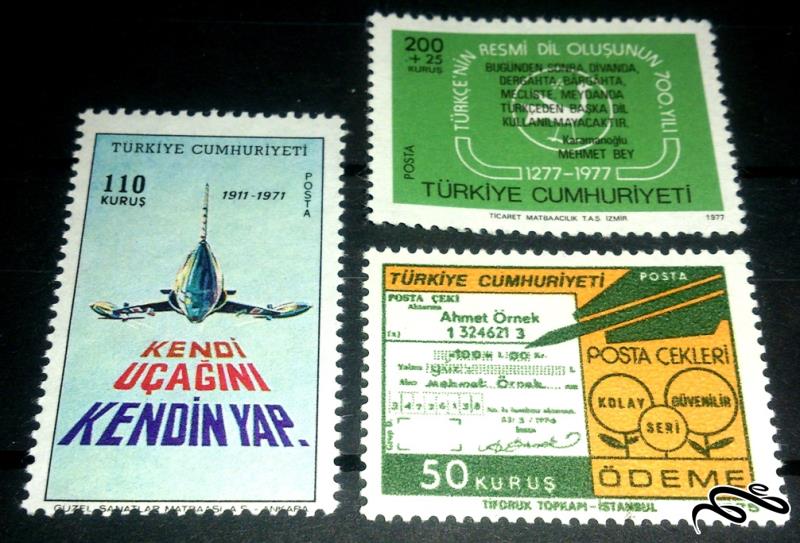 TÜRKİYE CUMHURİYETİ
110
KURUŞ
1911-1971
POSTA
KENDİ
UÇAĞINI
KENDİN YAP.
GÜZEL SANATLAR MATBAASI A.S. - ANKARA
200
+ 25
KURUŞ
TÜRKÇE'NİN RESMİ DİL OLUŞUNUN 700.YILI
BUGÜNDEN SONRA DİVANDA,
DERGAHTA, BARGAHTA,
MECLİSTE, MEYDANDA
TÜRKÇEDEN BAŞKA DİL
KULLANILMAYACAKTIR.
Karamanoğlu
MEHMET BEY
POSTA
1277-1977
TÜRKİYE CUMHURİYETİ
TİCARET MATBAACILIK T.A.S. İZMİR
1977
TÜRKİYE CUMHURİYETİ
POSTA
POSTA ÇEKİ
Ahmet Örnek
1 324621 3
POSTA ÇEKLERİ
Mehmet Örnek
KOLAY
GÜVENİLİR
SERİ
50 KURUŞ
ÖDEME
TİFDRUK TOPKAPI-İSTANBUL